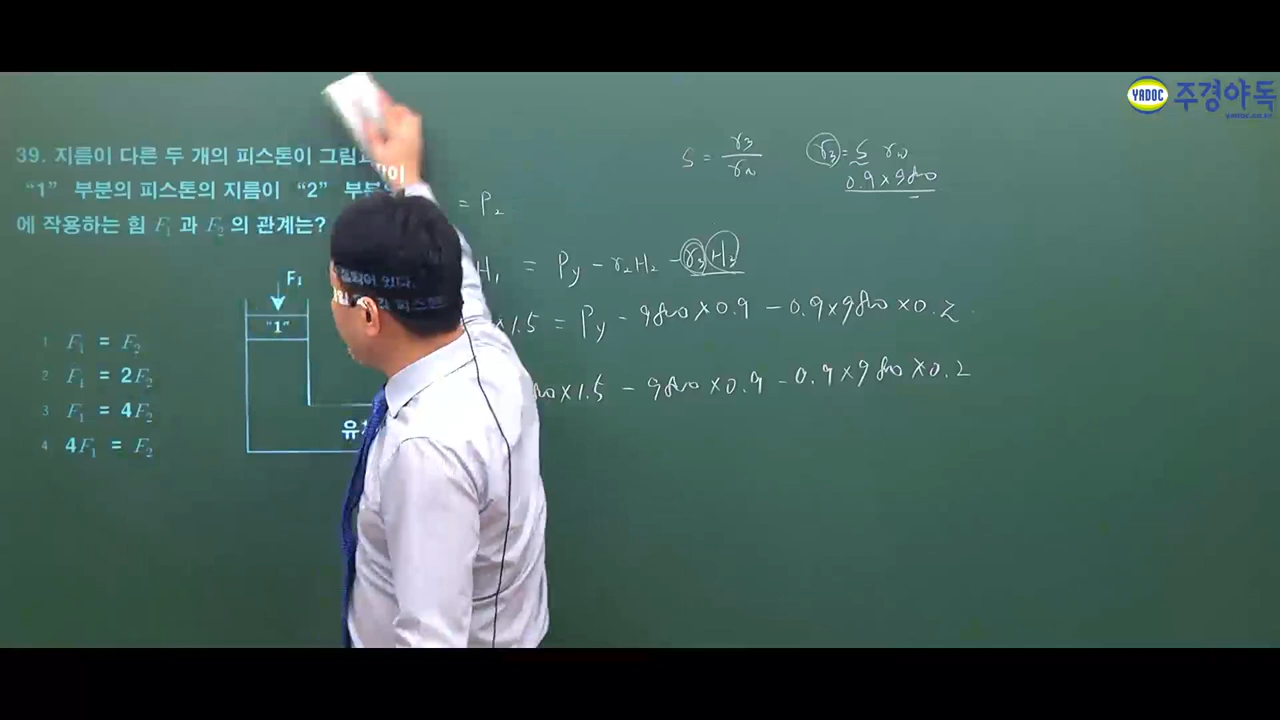 YADOC 주경야독
yadoc.co.kr
39. 지름이 다른 두 개의 피스톤이 그림과 같이
"1" 부분의 피스톤의 지름이 "2" 부분의
에 작용하는 힘 F₁ 과 F₂ 의 관계는?
F₁
"1"
1 F₁ = F₂
2 F₁ = 2F₂
3 F₁ = 4F₂
4 4F₁ = F₂
S = γ₃/γw γ₃ = S γw
0.9×9800
= P₂
H₁ = Py − γ₂H₂ − γ₃H₃
×1.5 = Py − 9800×0.9 − 0.9×9800×0.2
×1.5 − 9800×0.9 − 0.9×9800×0.2